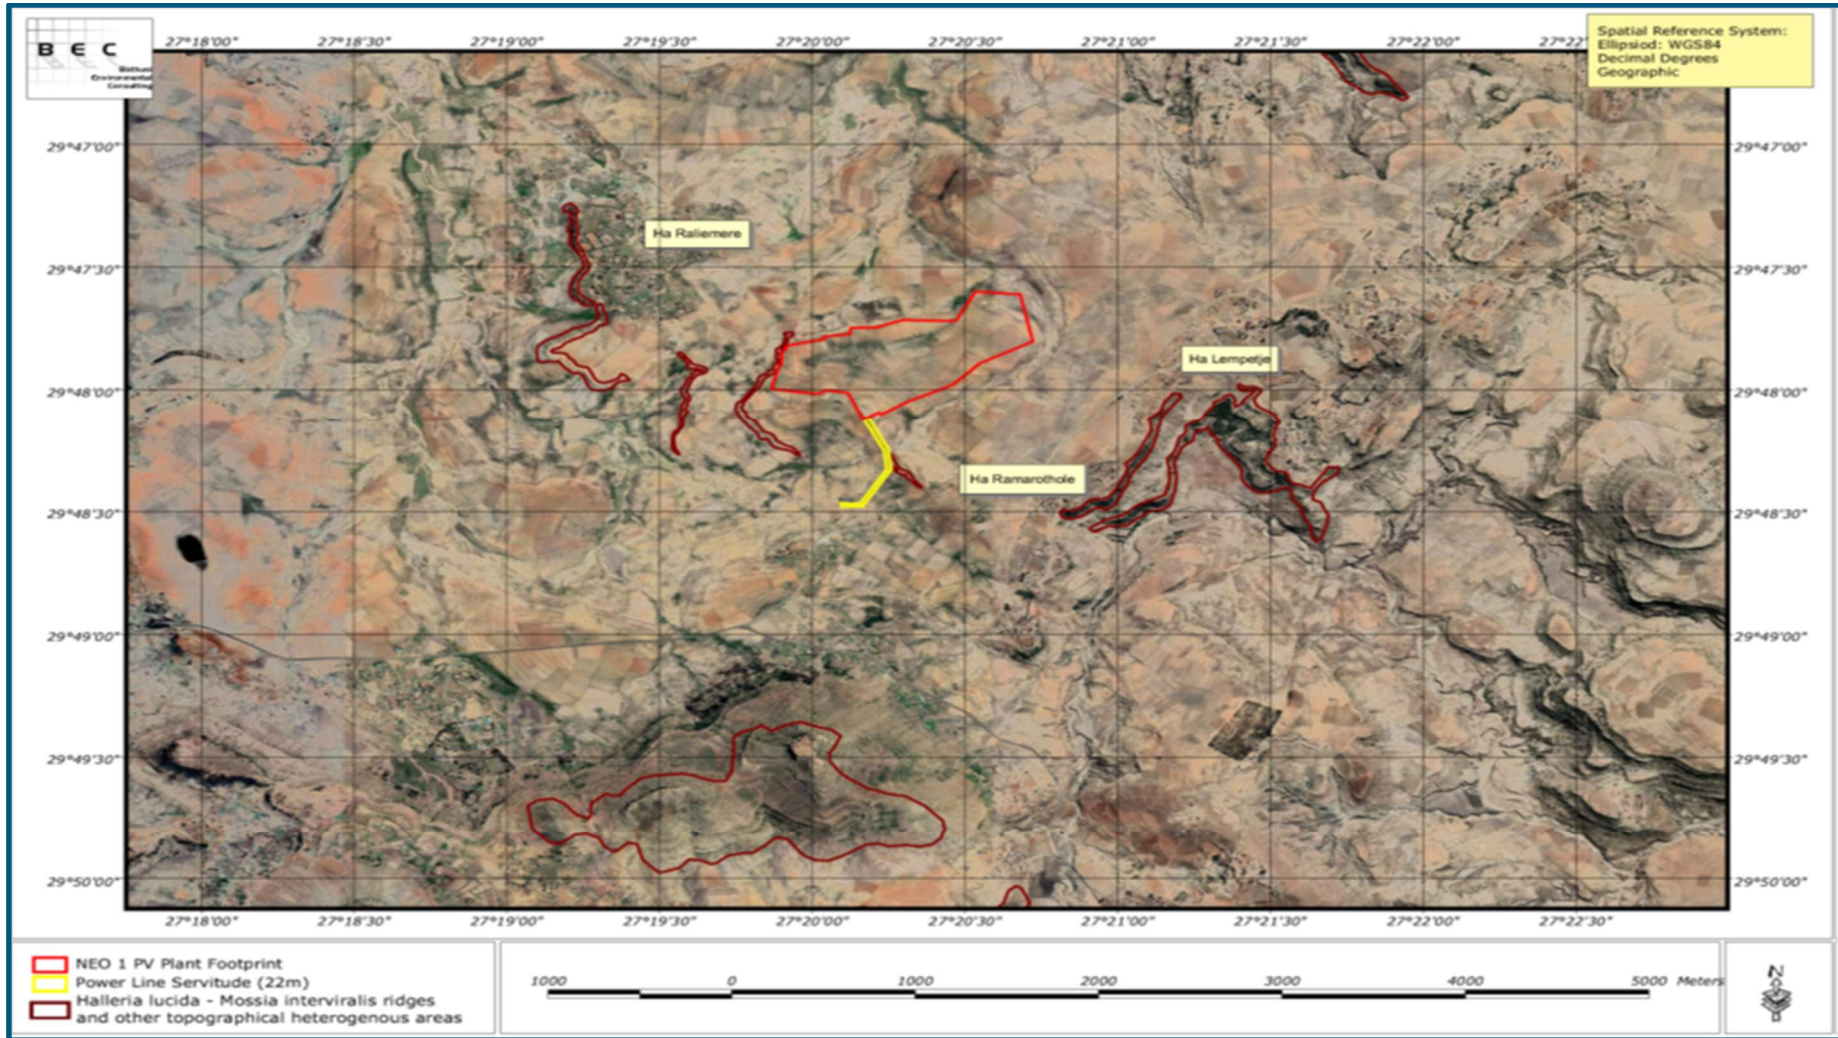 B E C
Bathusi
Environmental
Consulting
Spatial Reference System:
Ellipsiod: WGS84
Decimal Degrees
Geographic
27°18'00" 27°18'30" 27°19'00" 27°19'30" 27°20'00" 27°20'30" 27°21'00" 27°21'30" 27°22'00" 27°22'
29°47'00" 29°47'00"
Ha Raliemere
29°47'30" 29°47'30"
Ha Lempetje
29°48'00" 29°48'00"
Ha Ramarothole
29°48'30" 29°48'30"
29°49'00" 29°49'00"
29°49'30" 29°49'30"
29°50'00" 29°50'00"
27°18'00" 27°18'30" 27°19'00" 27°19'30" 27°20'00" 27°20'30" 27°21'00" 27°21'30" 27°22'00" 27°22'30"
NEO 1 PV Plant Footprint
Power Line Servitude (22m)
Halleria lucida - Mossia interviralis ridges
and other topographical heterogenous areas
1000 0 1000 2000 3000 4000 5000 Meters
N